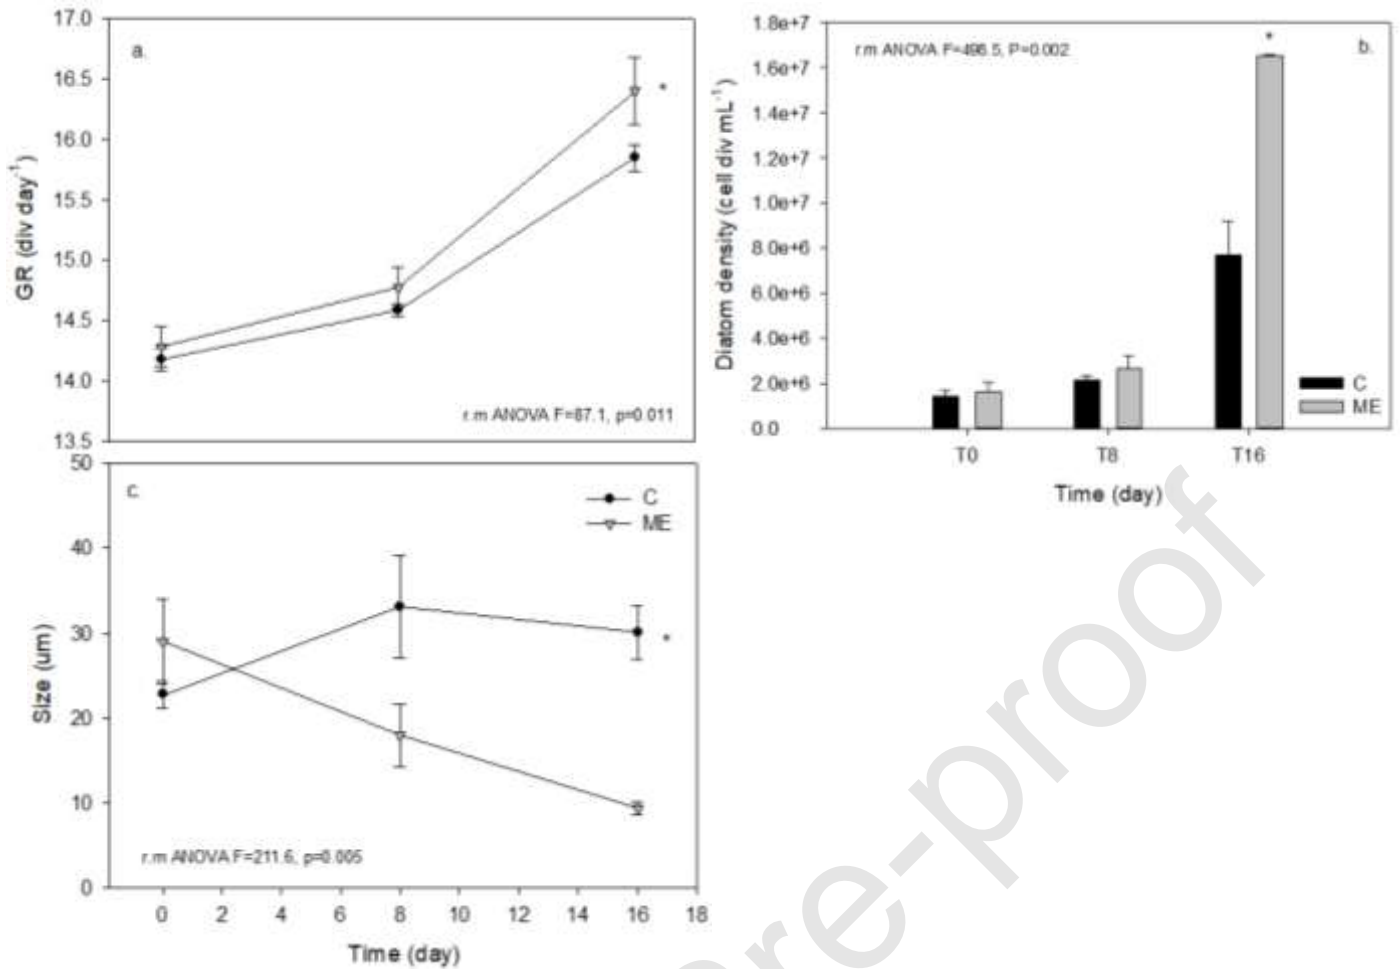 a.
17.0
16.5
16.0
15.5
15.0
14.5
14.0
13.5
GR (div day⁻¹)
r.m ANOVA F=87.1, p=0.011
b.
r.m ANOVA F=498.5, P=0.002
*
*
1.8e+7
1.6e+7
1.4e+7
1.2e+7
1.0e+7
8.0e+6
6.0e+6
4.0e+6
2.0e+6
0.0
Diatom density (cell div mL⁻¹)
C
ME
T0 T8 T16
Time (day)
c.
C
ME
50
40
30
20
10
0
Size (um)
*
r.m ANOVA F=211.6, p=0.005
0 2 4 6 8 10 12 14 16 18
Time (day)
re-proof